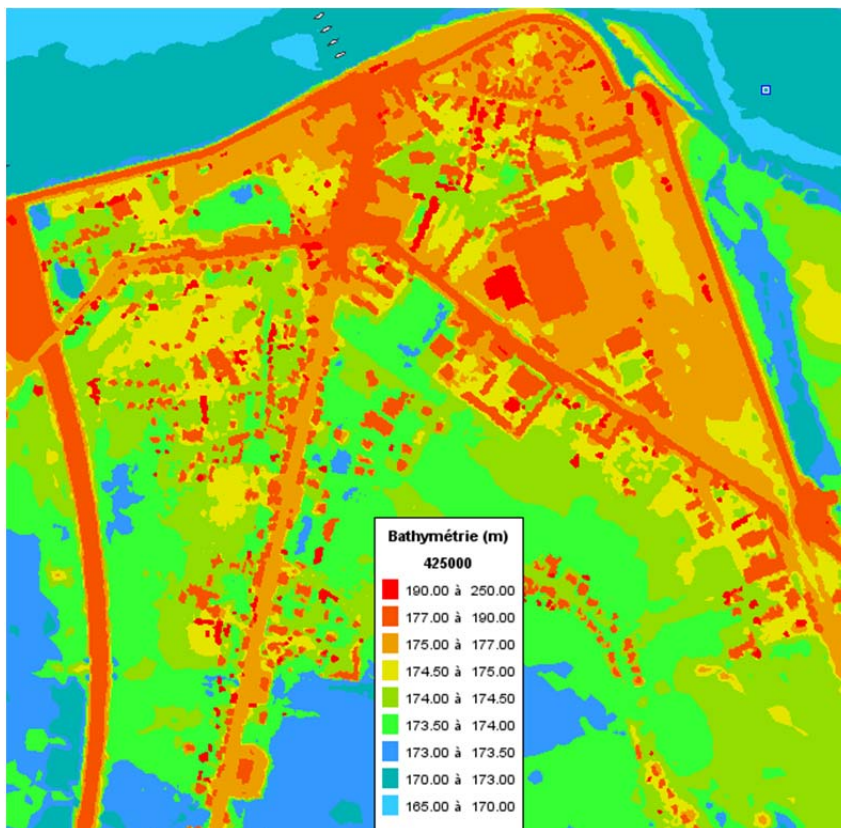 Bathymétrie (m)
425000
190.00 à 250.00
177.00 à 190.00
175.00 à 177.00
174.50 à 175.00
174.00 à 174.50
173.50 à 174.00
173.00 à 173.50
170.00 à 173.00
165.00 à 170.00